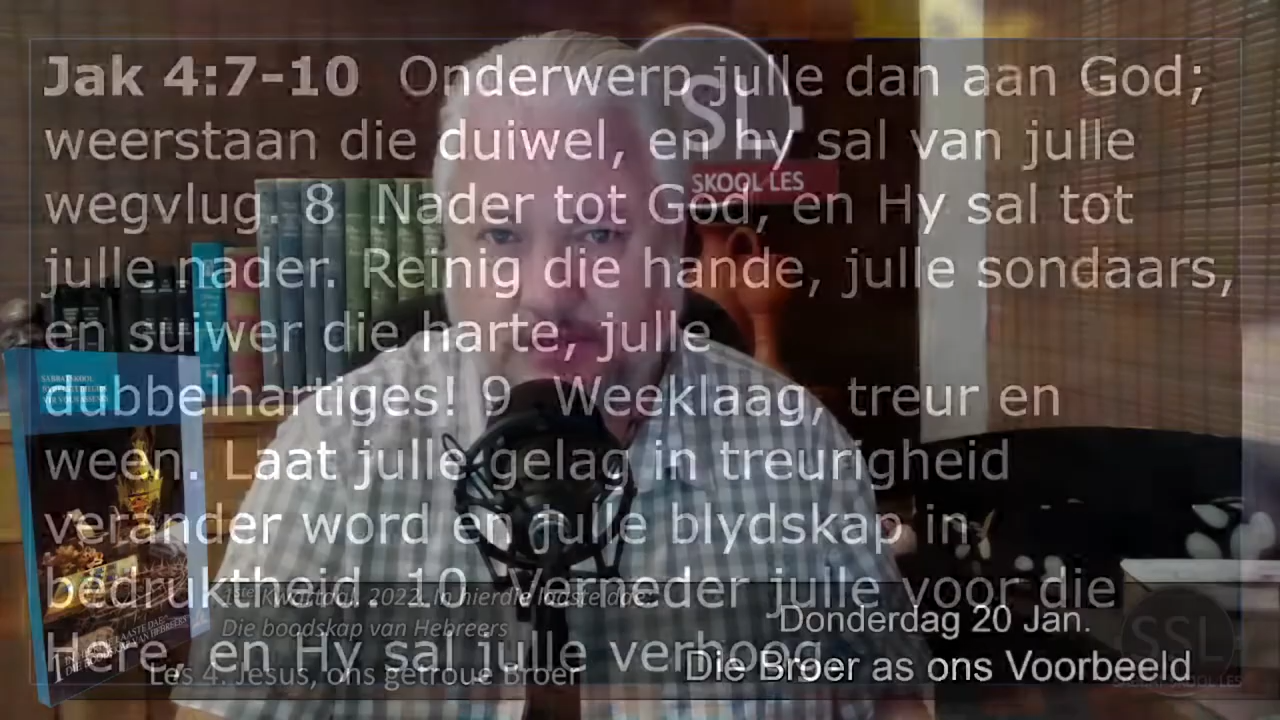 Jak 4:7-10 Onderwerp julle dan aan God;
weerstaan die duiwel, en hy sal van julle
wegvlug. 8 Nader tot God, en Hy sal tot
julle nader. Reinig die hande, julle sondaars,
en suiwer die harte, julle
dubbelhartiges! 9 Weeklaag, treur en
ween. Laat julle gelag in treurigheid
verander word en julle blydskap in
bedruktheid. 10 Verneder julle voor die
Here, en Hy sal julle verhoog.
SL
SKOOL LES
SABBATSKOOL
1ste Kwartaal, 2022, In hierdie laaste dae:
Die boodskap van Hebreërs
Les 4: Jesus, ons getroue Broer
Donderdag 20 Jan.
Die Broer as ons Voorbeeld
SSL